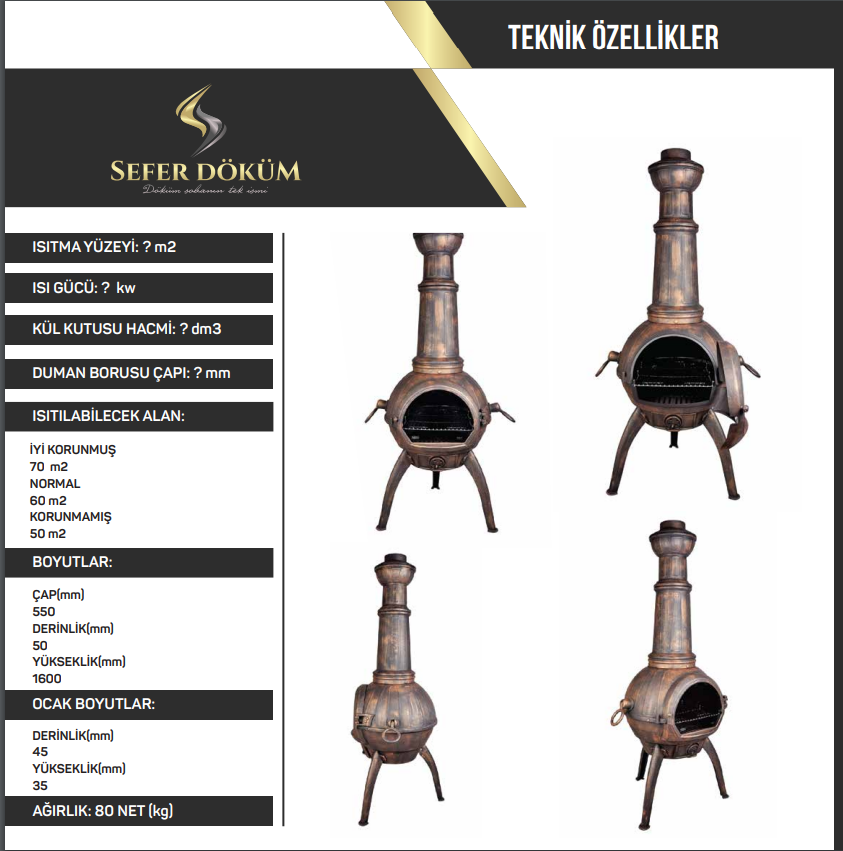 TEKNİK ÖZELLİKLER
SEFER DÖKÜM
Döküm sobanın tek ismi
ISITMA YÜZEYİ: ? m2
ISI GÜCÜ: ? kw
KÜL KUTUSU HACMİ: ? dm3
DUMAN BORUSU ÇAPI: ? mm
ISITILABİLECEK ALAN:
İYİ KORUNMUŞ
70 m2
NORMAL
60 m2
KORUNMAMIŞ
50 m2
BOYUTLAR:
ÇAP(mm)
550
DERİNLİK(mm)
50
YÜKSEKLİK(mm)
1600
OCAK BOYUTLAR:
DERİNLİK(mm)
45
YÜKSEKLİK(mm)
35
AĞIRLIK: 80 NET (kg)